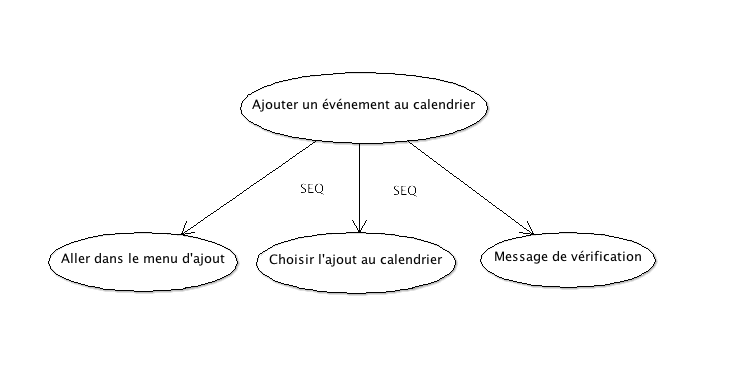 Ajouter un événement au calendrier
SEQ
SEQ
Aller dans le menu d'ajout
Choisir l'ajout au calendrier
Message de vérification